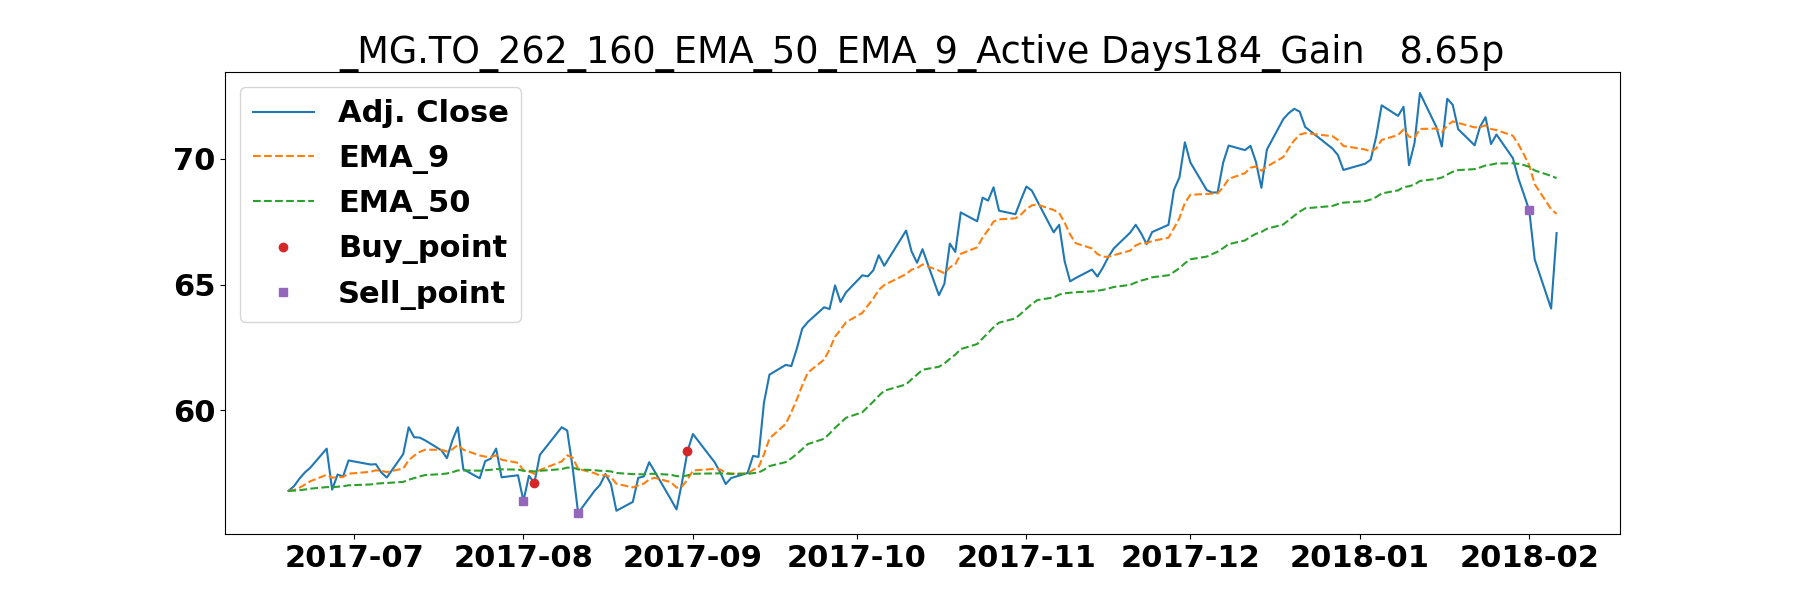 _MG.TO_262_160_EMA_50_EMA_9_Active Days184_Gain   8.65p
Adj. Close
EMA_9
EMA_50
Buy_point
Sell_point
70
65
60
2017-07 2017-08 2017-09 2017-10 2017-11 2017-12 2018-01 2018-02